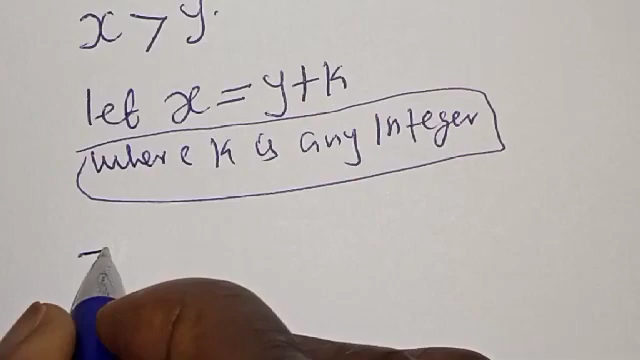 x > y.
let x = y + k
where k is any Integer